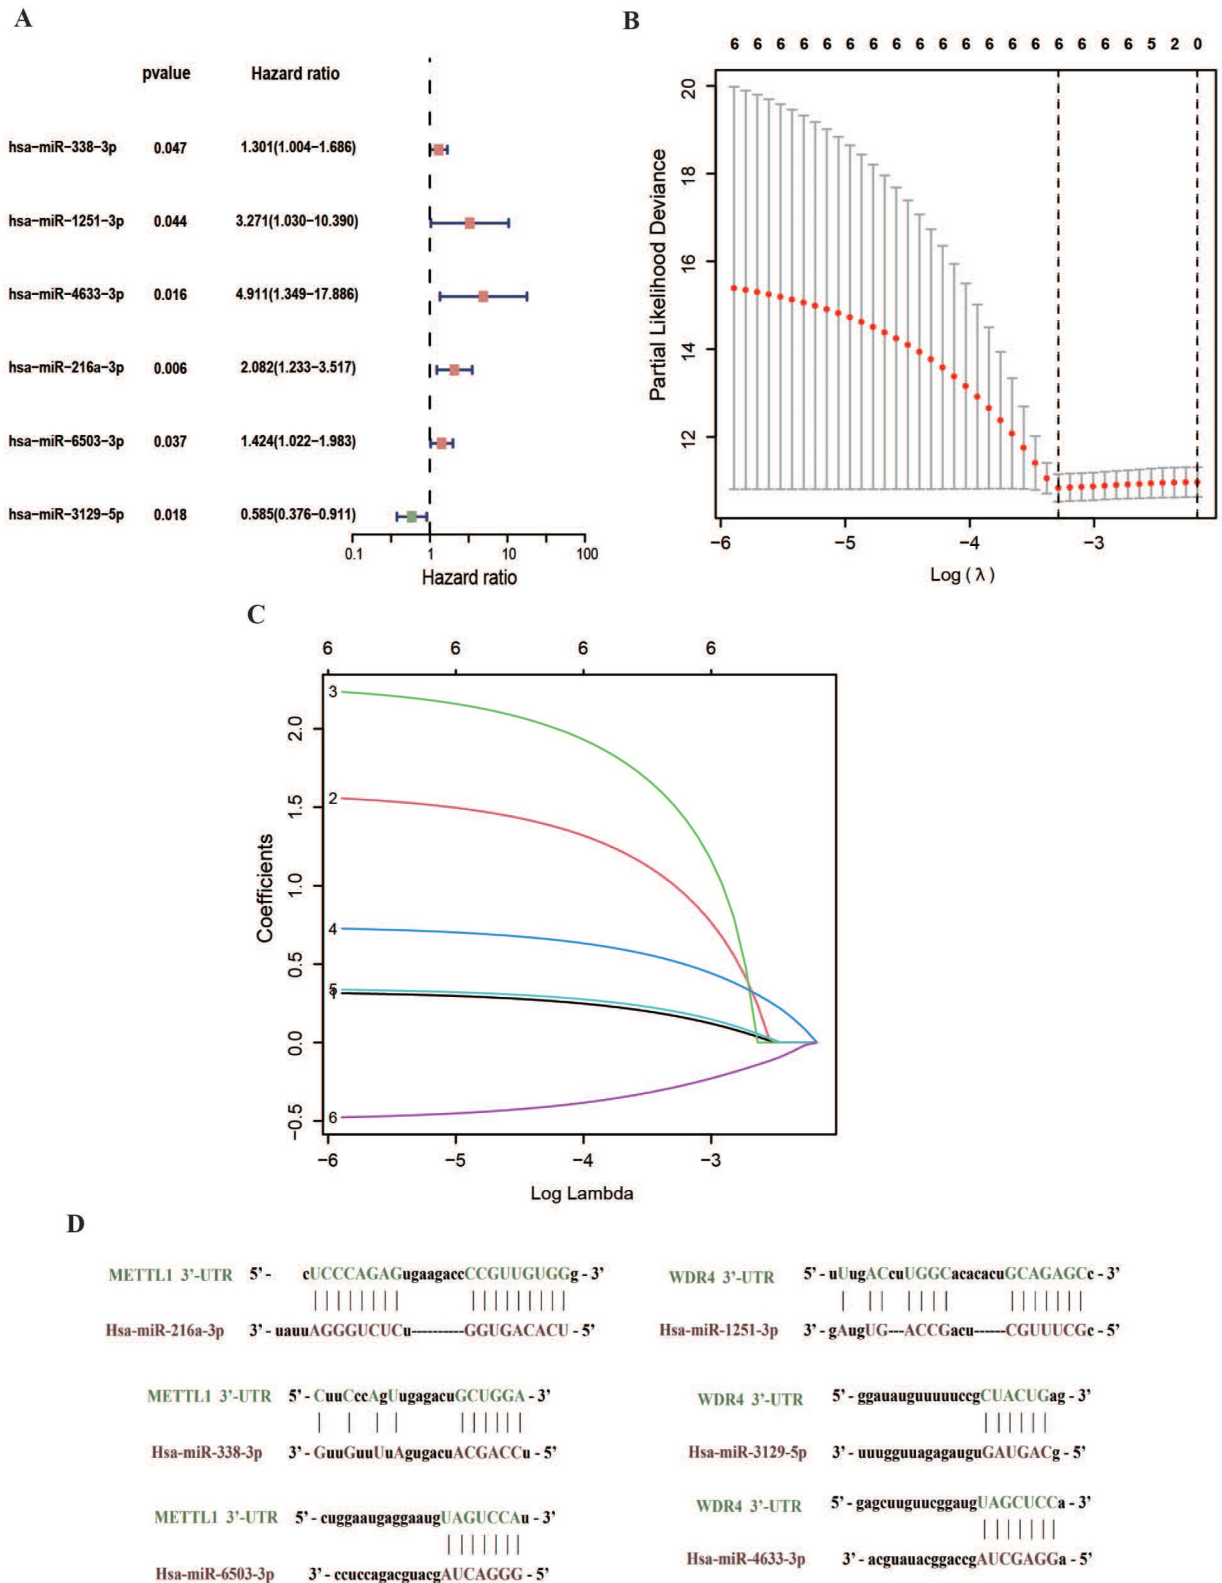 A
pvalue Hazard ratio
hsa−miR−338−3p 0.047 1.301(1.004−1.686)
hsa−miR−1251−3p 0.044 3.271(1.030−10.390)
hsa−miR−4633−3p 0.016 4.911(1.349−17.886)
hsa−miR−216a−3p 0.006 2.082(1.233−3.517)
hsa−miR−6503−3p 0.037 1.424(1.022−1.983)
hsa−miR−3129−5p 0.018 0.585(0.376−0.911)
0.1 1 10 100
Hazard ratio
B
6 6 6 6 6 6 6 6 6 6 6 6 6 6 6 6 6 6 5 2 0
Partial Likelihood Deviance
20
18
16
14
12
−6 −5 −4 −3
Log ( λ )
C
6 6 6 6
Coefficients
2.0
1.5
1.0
0.5
0.0
−0.5
3
2
4
5
1
6
−6 −5 −4 −3
Log Lambda
D
METTL1 3'-UTR 5' - cUCCCAGAGugaagaccCCGUUGUGGg - 3'
Hsa-miR-216a-3p 3' - uauuAGGGUCUCu----------GGUGACACU - 5'
METTL1 3'-UTR 5' - CuuCccAgUugagacuGCUGGA - 3'
Hsa-miR-338-3p 3' - GuuGuuUuAgugacuACGACCu - 5'
METTL1 3'-UTR 5' - cuggaaugaggaaugUAGUCCAu - 3'
Hsa-miR-6503-3p 3' - ccuccagacguacgAUCAGGG - 5'
WDR4 3'-UTR 5' - uUugACcuUGGCacacacuGCAGAGCc - 3'
Hsa-miR-1251-3p 3' - gAugUG---ACCGacu------CGUUUCGc - 5'
WDR4 3'-UTR 5' - ggauauguuuuuccgCUACUGag - 3'
Hsa-miR-3129-5p 3' - uuugguuagagauguGAUGACg - 5'
WDR4 3'-UTR 5' - gagcuuguucggaugUAGCUCCa - 3'
Hsa-miR-4633-3p 3' - acguauacggaccgAUCGAGGa - 5'